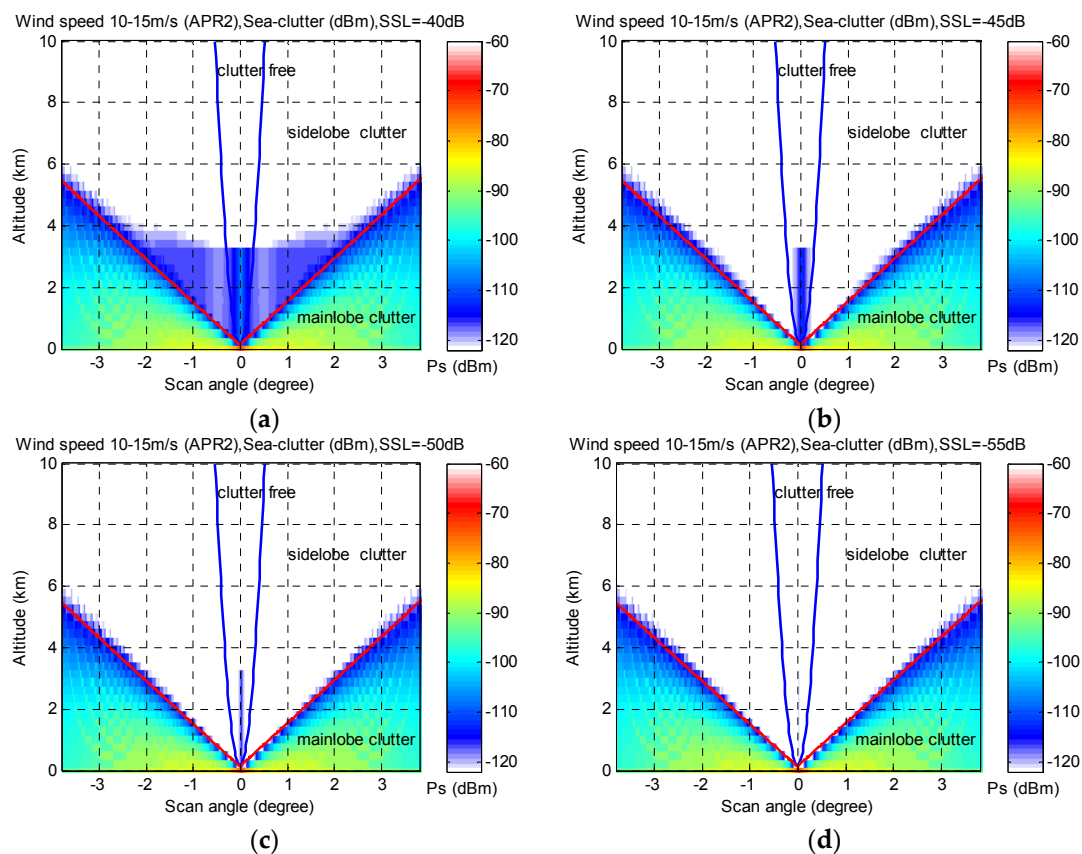 Wind speed 10-15m/s (APR2),Sea-clutter (dBm),SSL=-40dB
10
8
6
4
2
0
Altitude (km)
clutter free
sidelobe clutter
mainlobe clutter
-3 -2 -1 0 1 2 3
Scan angle (degree)
-60
-70
-80
-90
-100
-110
-120
Ps (dBm)
(a)
Wind speed 10-15m/s (APR2),Sea-clutter (dBm),SSL=-45dB
10
8
6
4
2
0
Altitude (km)
clutter free
sidelobe clutter
mainlobe clutter
-3 -2 -1 0 1 2 3
Scan angle (degree)
-60
-70
-80
-90
-100
-110
-120
Ps (dBm)
(b)
Wind speed 10-15m/s (APR2),Sea-clutter (dBm),SSL=-50dB
10
8
6
4
2
0
Altitude (km)
clutter free
sidelobe clutter
mainlobe clutter
-3 -2 -1 0 1 2 3
Scan angle (degree)
-60
-70
-80
-90
-100
-110
-120
Ps (dBm)
(c)
Wind speed 10-15m/s (APR2),Sea-clutter (dBm),SSL=-55dB
10
8
6
4
2
0
Altitude (km)
clutter free
sidelobe clutter
mainlobe clutter
-3 -2 -1 0 1 2 3
Scan angle (degree)
-60
-70
-80
-90
-100
-110
-120
Ps (dBm)
(d)